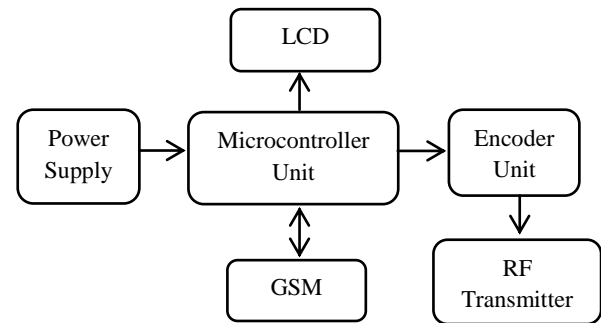 LCD
Power
Supply
Microcontroller
Unit
Encoder
Unit
GSM
RF
Transmitter